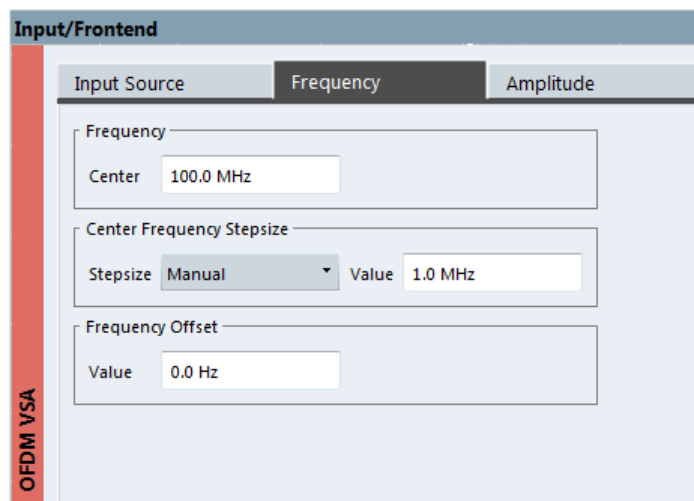 Input/Frontend
Input Source Frequency Amplitude
Frequency
Center 100.0 MHz
Center Frequency Stepsize
Stepsize Manual Value 1.0 MHz
Frequency Offset
Value 0.0 Hz
OFDM VSA